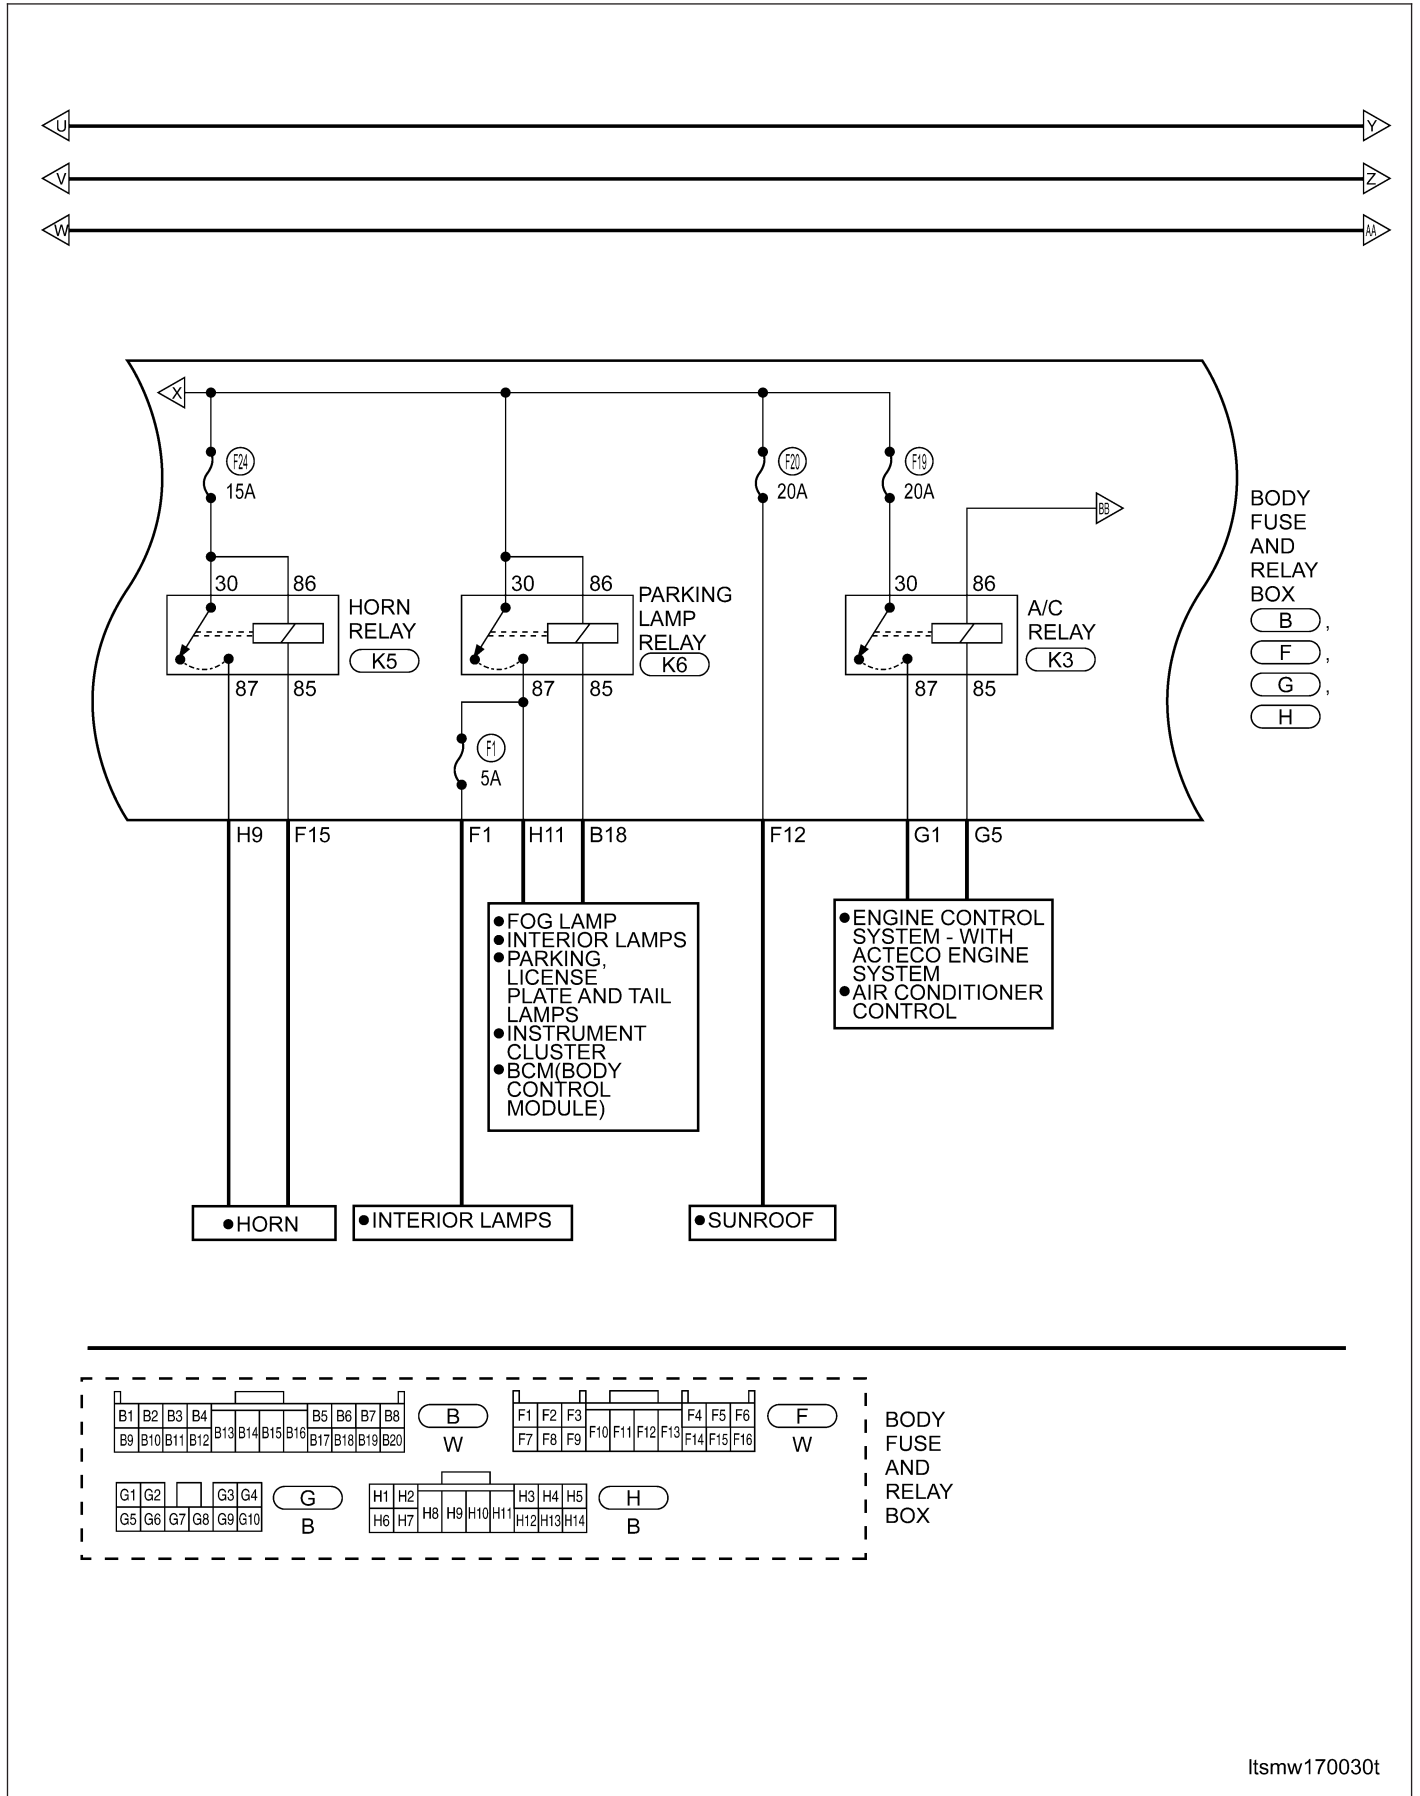 U Y
V Z
W AA
X
F24
15A
F20
20A
F19
20A
BB
BODY
FUSE
AND
RELAY
BOX
B ,
F ,
G ,
H
30 86
HORN
RELAY
K5
87 85
30 86
PARKING
LAMP
RELAY
K6
87 85
30 86
A/C
RELAY
K3
87 85
F1
5A
H9 F15 F1 H11 B18 F12 G1 G5
●FOG LAMP
●INTERIOR LAMPS
●PARKING,
LICENSE
PLATE AND TAIL
LAMPS
●INSTRUMENT
CLUSTER
●BCM(BODY
CONTROL
MODULE)
●ENGINE CONTROL
SYSTEM - WITH
ACTECO ENGINE
SYSTEM
●AIR CONDITIONER
CONTROL
●HORN
●INTERIOR LAMPS
●SUNROOF
B1 B2 B3 B4 B5 B6 B7 B8
B13 B14 B15 B16
B9 B10 B11 B12 B17 B18 B19 B20
B
W
F1 F2 F3 F4 F5 F6
F10 F11 F12 F13
F7 F8 F9 F14 F15 F16
F
W
G1 G2 G3 G4
G5 G6 G7 G8 G9 G10
G
B
H1 H2 H3 H4 H5
H8 H9 H10 H11
H6 H7 H12 H13 H14
H
B
BODY
FUSE
AND
RELAY
BOX
ltsmw170030t